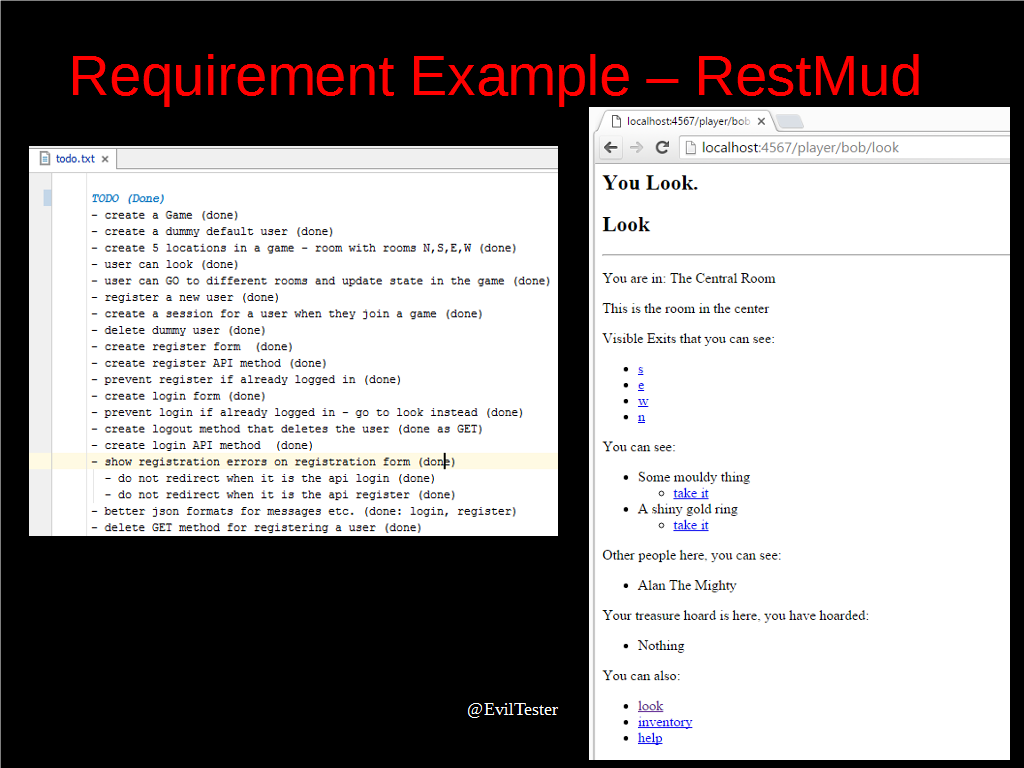 Requirement Example – RestMud
todo.txt
TODO (Done)
- create a Game (done)
- create a dummy default user (done)
- create 5 locations in a game - room with rooms N,S,E,W (done)
- user can look (done)
- user can GO to different rooms and update state in the game (done)
- register a new user (done)
- create a session for a user when they join a game (done)
- delete dummy user (done)
- create register form  (done)
- create register API method (done)
- prevent register if already logged in (done)
- create login form (done)
- prevent login if already logged in - go to look instead (done)
- create logout method that deletes the user (done as GET)
- create login API method  (done)
- show registration errors on registration form (done)
- do not redirect when it is the api login (done)
- do not redirect when it is the api register (done)
- better json formats for messages etc. (done: login, register)
- delete GET method for registering a user (done)
localhost:4567/player/bob
localhost:4567/player/bob/look
You Look.
Look
You are in: The Central Room
This is the room in the center
Visible Exits that you can see:
s
e
w
n
You can see:
Some mouldy thing
take it
A shiny gold ring
take it
Other people here, you can see:
Alan The Mighty
Your treasure hoard is here, you have hoarded:
Nothing
You can also:
look
inventory
help
@EvilTester